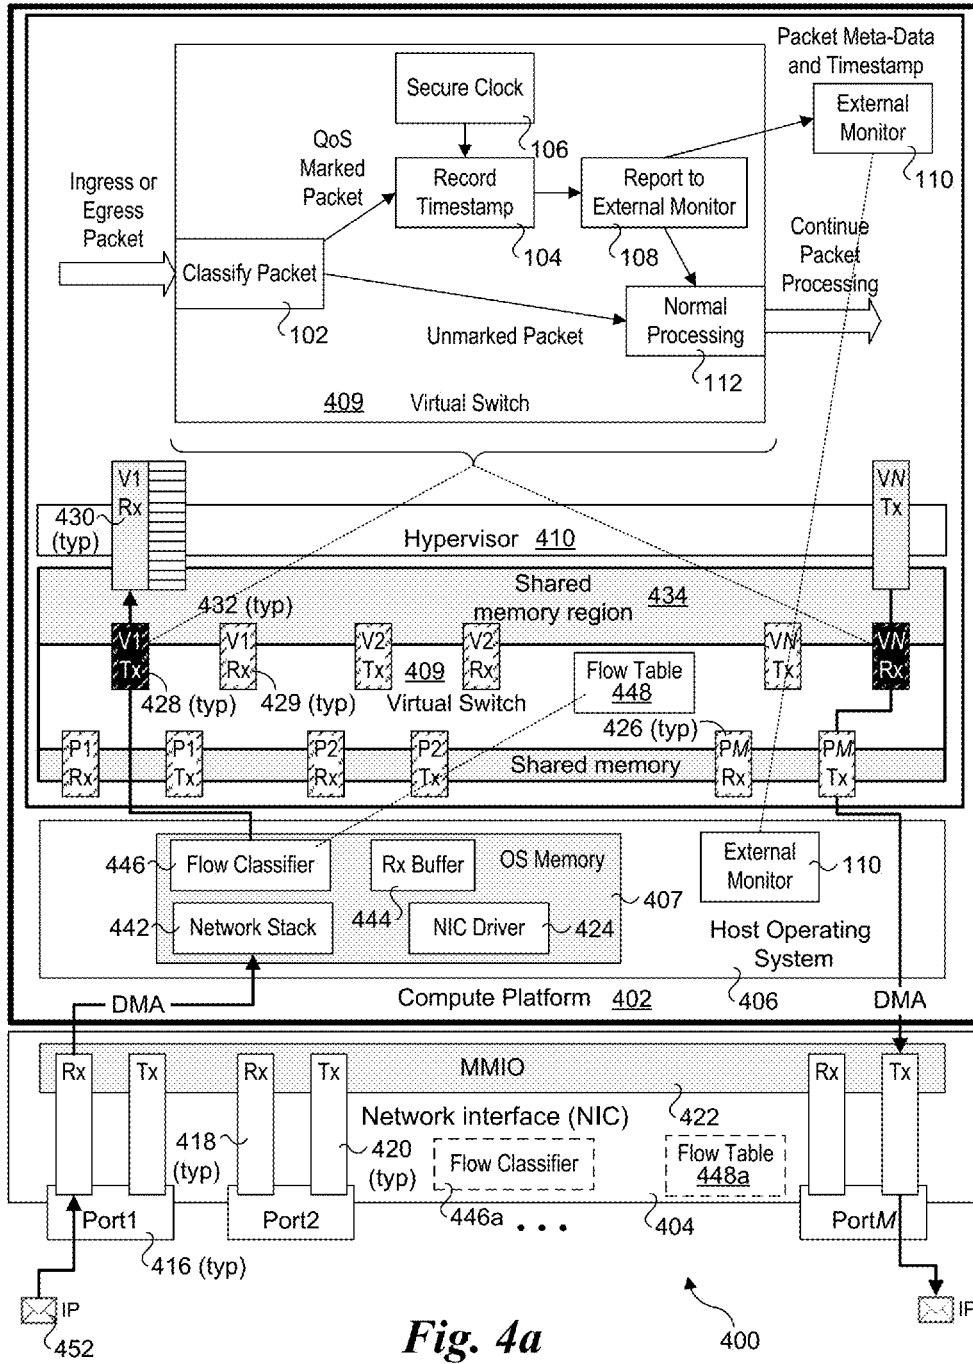 Packet Meta-Data
and Timestamp
Secure Clock
106
External
Monitor
110
QoS
Marked
Packet
Ingress or
Egress
Packet
Record
Timestamp
104
Report to
External Monitor
108
Continue
Packet
Processing
Classify Packet
102
Normal
Processing
112
Unmarked Packet
409 Virtual Switch
V1
Rx
430
(typ)
VN
Tx
Hypervisor 410
Shared
memory region
434
432 (typ)
V1
Tx
V1
Rx
V2
Tx
V2
Rx
VN
Tx
VN
Rx
409
Virtual Switch
Flow Table
448
428 (typ)
429 (typ)
426 (typ)
P1
Rx
P1
Tx
P2
Rx
P2
Tx
Shared memory
PM
Rx
PM
Tx
446
Flow Classifier
Rx Buffer
OS Memory
External
Monitor
110
444
407
442
Network Stack
NIC Driver
424
Host Operating
System
406
DMA
Compute Platform 402
DMA
Rx
Tx
Rx
Tx
MMIO
Rx
Tx
422
Network interface (NIC)
418
(typ)
420
(typ)
Flow Classifier
446a
Flow Table
448a
404
Port1
Port2
• • •
PortM
416 (typ)
IP
452
IP
400
Fig. 4a